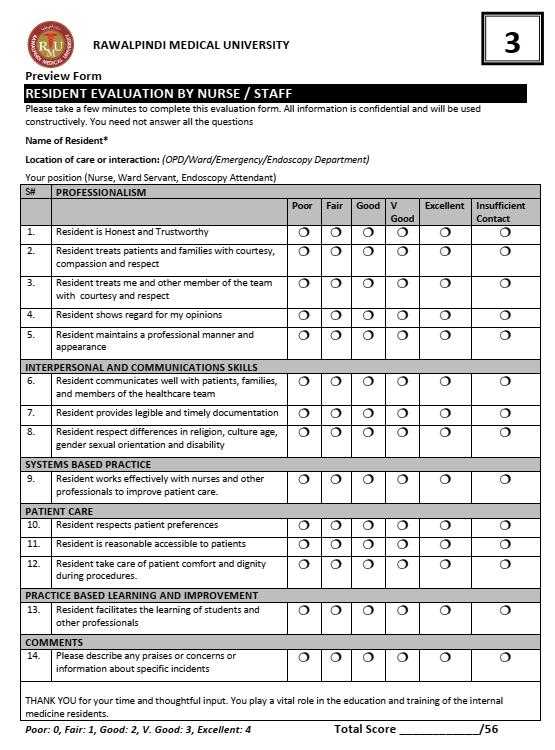 RAWALPINDI MEDICAL UNIVERSITY
3
Preview Form
RESIDENT EVALUATION BY NURSE / STAFF
Please take a few minutes to complete this evaluation form. All information is confidential and will be used
constructively. You need not answer all the questions
Name of Resident*
Location of care or interaction: (OPD/Ward/Emergency/Endoscopy Department)
Your position (Nurse, Ward Servant, Endoscopy Attendant)
S# PROFESSIONALISM
Poor Fair Good V Good Excellent Insufficient Contact
1. Resident is Honest and Trustworthy
2. Resident treats patients and families with courtesy,
compassion and respect
3. Resident treats me and other member of the team
with courtesy and respect
4. Resident shows regard for my opinions
5. Resident maintains a professional manner and
appearance
INTERPERSONAL AND COMMUNICATIONS SKILLS
6. Resident communicates well with patients, families,
and members of the healthcare team
7. Resident provides legible and timely documentation
8. Resident respect differences in religion, culture age,
gender sexual orientation and disability
SYSTEMS BASED PRACTICE
9. Resident works effectively with nurses and other
professionals to improve patient care.
PATIENT CARE
10. Resident respects patient preferences
11. Resident is reasonable accessible to patients
12. Resident take care of patient comfort and dignity
during procedures.
PRACTICE BASED LEARNING AND IMPROVEMENT
13. Resident facilitates the learning of students and
other professionals
COMMENTS
14. Please describe any praises or concerns or
information about specific incidents
THANK YOU for your time and thoughtful input. You play a vital role in the education and training of the internal
medicine residents.
Poor: 0, Fair: 1, Good: 2, V. Good: 3, Excellent: 4 Total Score ____________/56